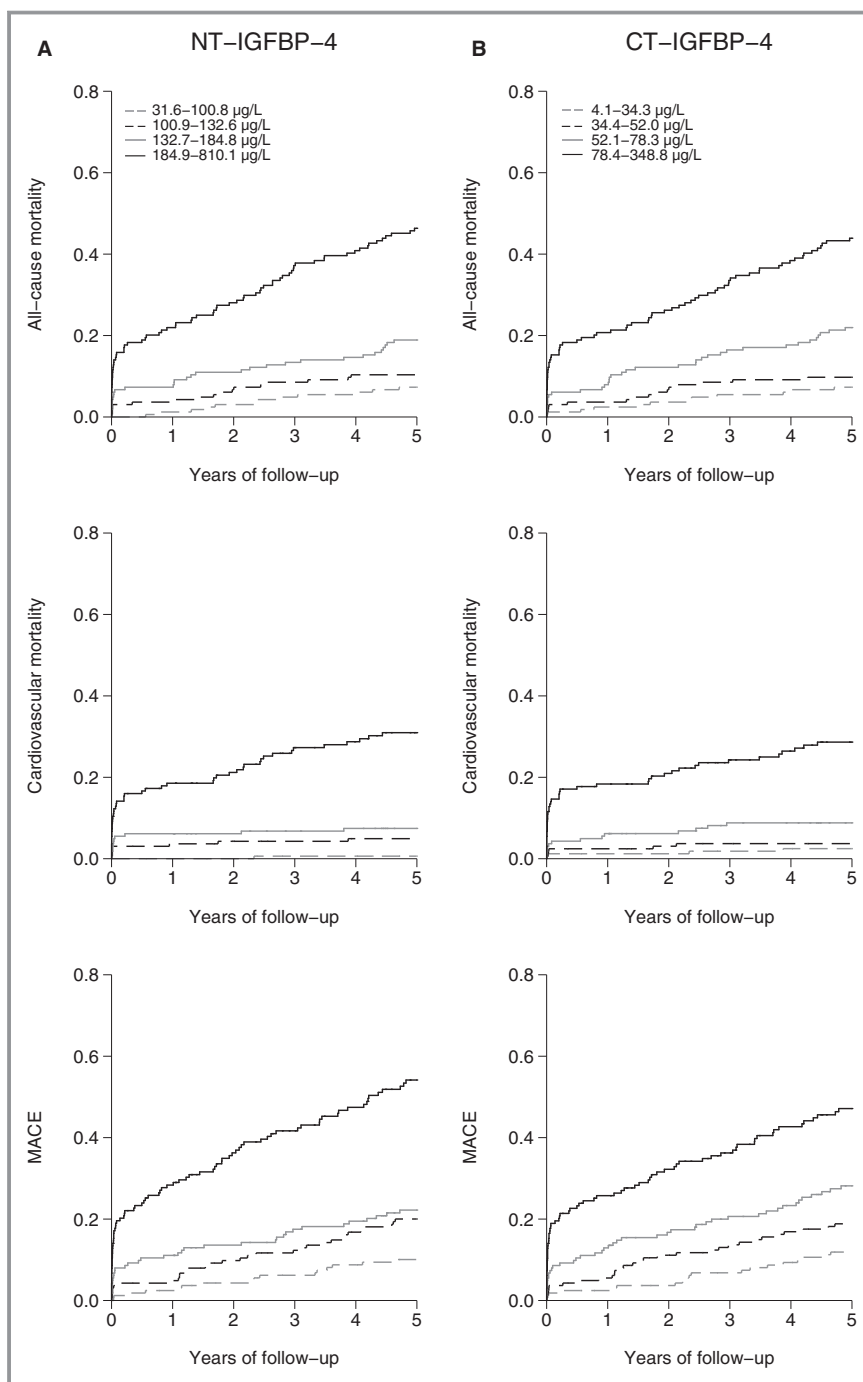 A
NT–IGFBP–4
0.8
0.6
0.4
0.2
0.0
All–cause mortality
31.6–100.8 µg/L
100.9–132.6 µg/L
132.7–184.8 µg/L
184.9–810.1 µg/L
0 1 2 3 4 5
Years of follow–up
0.8
0.6
0.4
0.2
0.0
Cardiovascular mortality
0 1 2 3 4 5
Years of follow–up
0.8
0.6
0.4
0.2
0.0
MACE
0 1 2 3 4 5
Years of follow–up
B
CT–IGFBP–4
0.8
0.6
0.4
0.2
0.0
All–cause mortality
4.1–34.3 µg/L
34.4–52.0 µg/L
52.1–78.3 µg/L
78.4–348.8 µg/L
0 1 2 3 4 5
Years of follow–up
0.8
0.6
0.4
0.2
0.0
Cardiovascular mortality
0 1 2 3 4 5
Years of follow–up
0.8
0.6
0.4
0.2
0.0
MACE
0 1 2 3 4 5
Years of follow–up